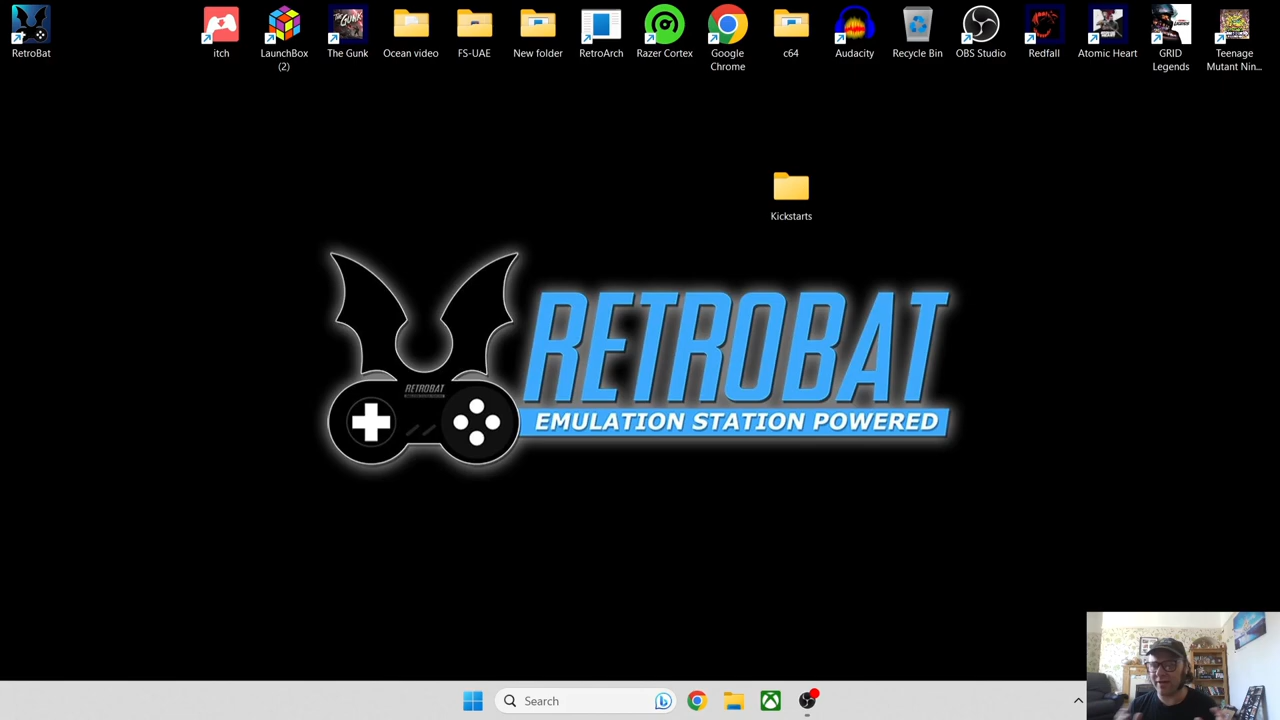 RetroBat
itch
LaunchBox
(2)
The Gunk
Ocean video
FS-UAE
New folder
RetroArch
Razer Cortex
Google
Chrome
c64
Audacity
Recycle Bin
OBS Studio
Redfall
Atomic Heart
GRID
Legends
Teenage
Mutant Nin...
Kickstarts
RETROBAT
RETROBAT
EMULATION STATION POWERED
Search